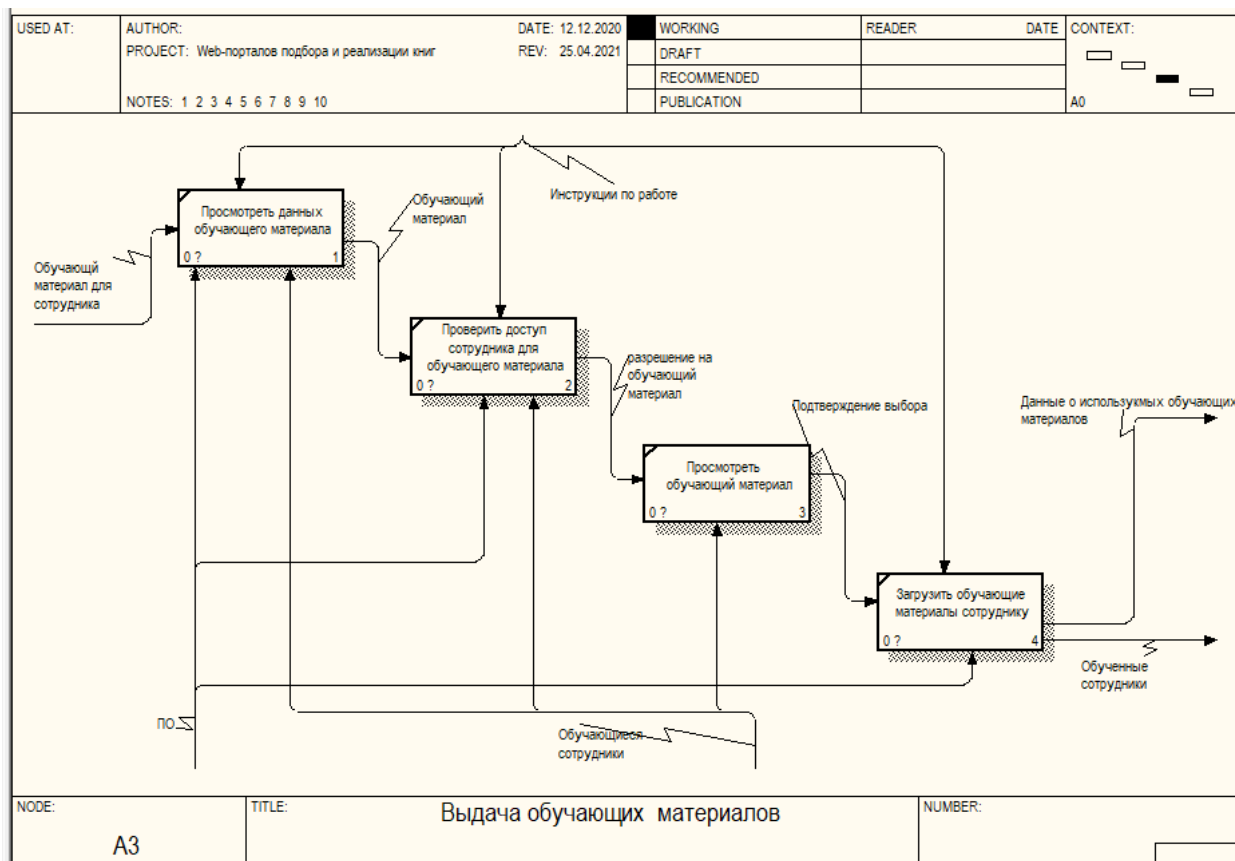 USED AT:
AUTHOR:
DATE: 12.12.2020
PROJECT: Web-порталов подбора и реализации книг
REV: 25.04.2021
NOTES: 1 2 3 4 5 6 7 8 9 10
WORKING
DRAFT
RECOMMENDED
PUBLICATION
READER
DATE
CONTEXT:
A0
Инструкции по работе
Просмотреть данных
обучающего материала
0 ?
1
Обучающий
материал
Обучающй
материал для
сотрудника
Проверить доступ
сотрудника для
обучающего материала
0 ?
2
разрешение на
обучающий
материал
Подтверждение выбора
Данные о использукмых обучающих
материалов
Просмотреть
обучающий материал
0 ?
3
Загрузить обучающие
материалы сотруднику
0 ?
4
Обученные
сотрудники
ПО
Обучающиеся
сотрудники
NODE:
A3
TITLE:
Выдача обучающих материалов
NUMBER: